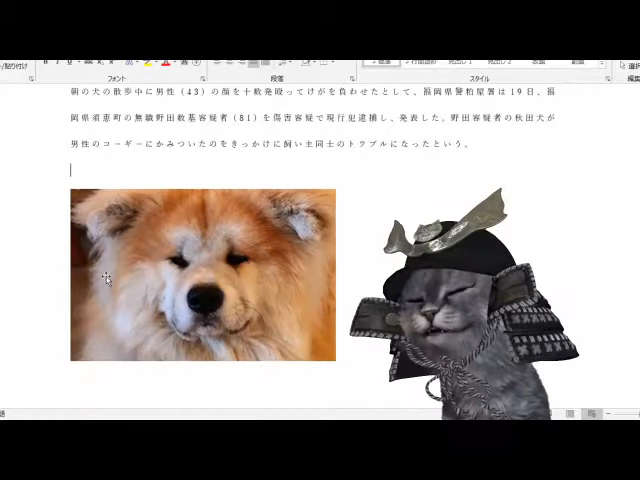 貼り付け
フォント
段落
スタイル
朝の犬の散歩中に男性（43）の顔を十数発殴ってけがを負わせたとして、福岡県警粕屋署は19日、福
岡県須恵町の無職野田数基容疑者（81）を傷害容疑で現行犯逮捕し、発表した。野田容疑者の秋田犬が
男性のコーギーにかみついたのをきっかけに飼い主同士のトラブルになったという。